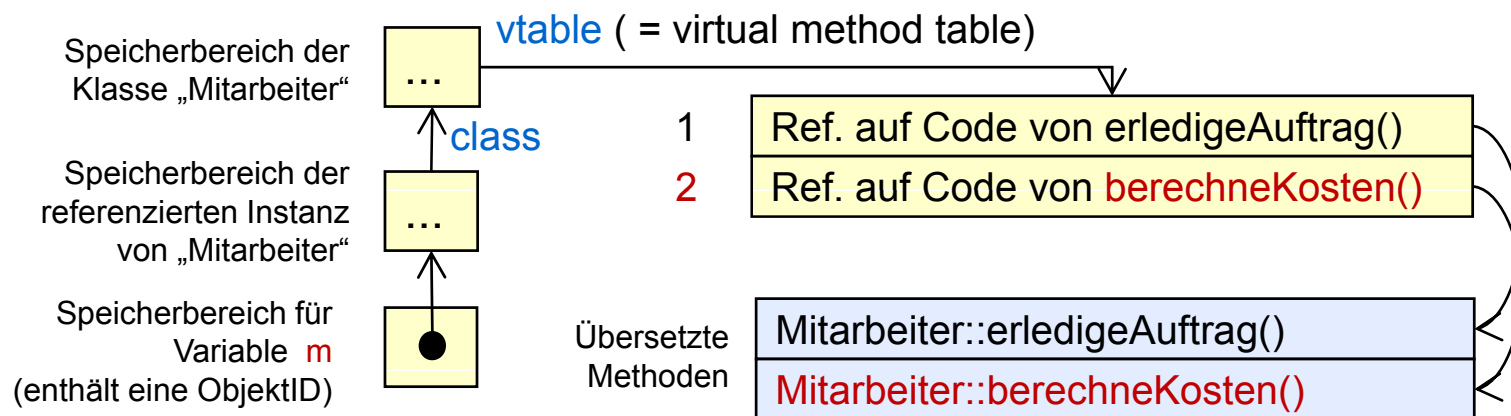 vtable ( = virtual method table)
Speicherbereich der
Klasse „Mitarbeiter“
...
class
1 Ref. auf Code von erledigeAuftrag()
2 Ref. auf Code von berechneKosten()
Speicherbereich der
referenzierten Instanz
von „Mitarbeiter“
...
Speicherbereich für
Variable m
(enthält eine ObjektID)
Übersetzte
Methoden
Mitarbeiter::erledigeAuftrag()
Mitarbeiter::berechneKosten()